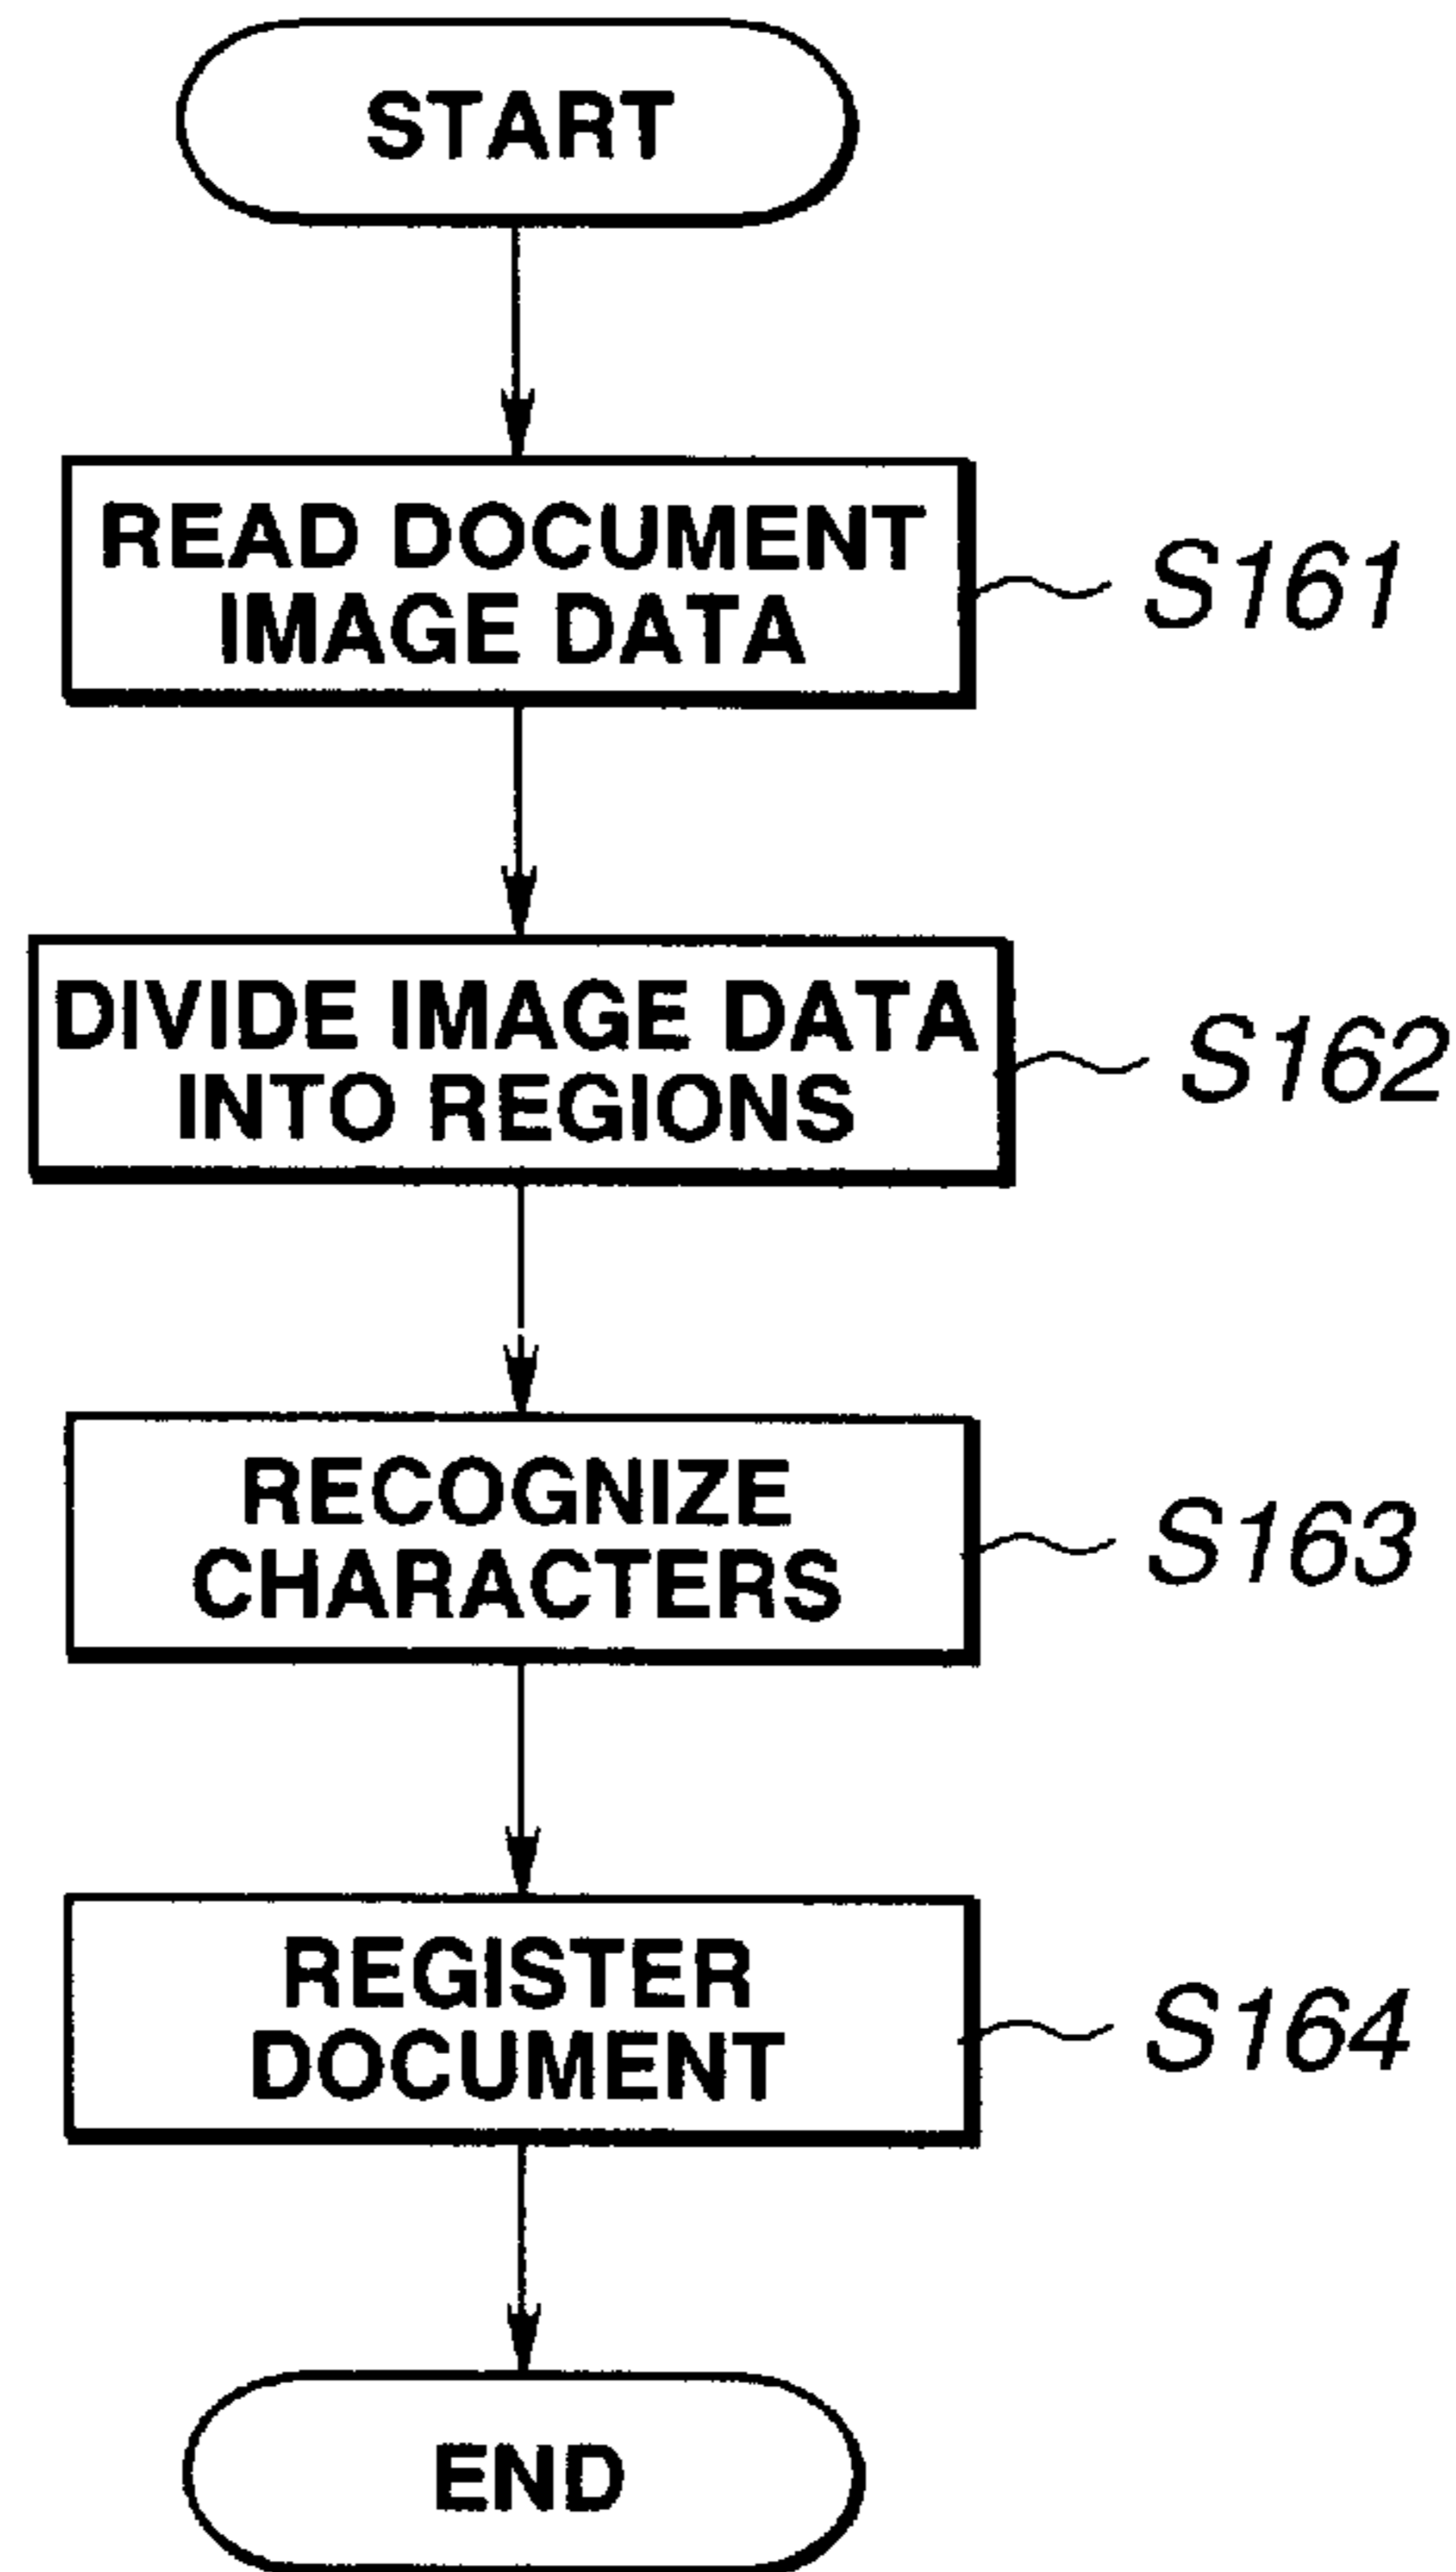 START
READ DOCUMENT
IMAGE DATA
S161
DIVIDE IMAGE DATA
INTO REGIONS
S162
RECOGNIZE
CHARACTERS
S163
REGISTER
DOCUMENT
S164
END